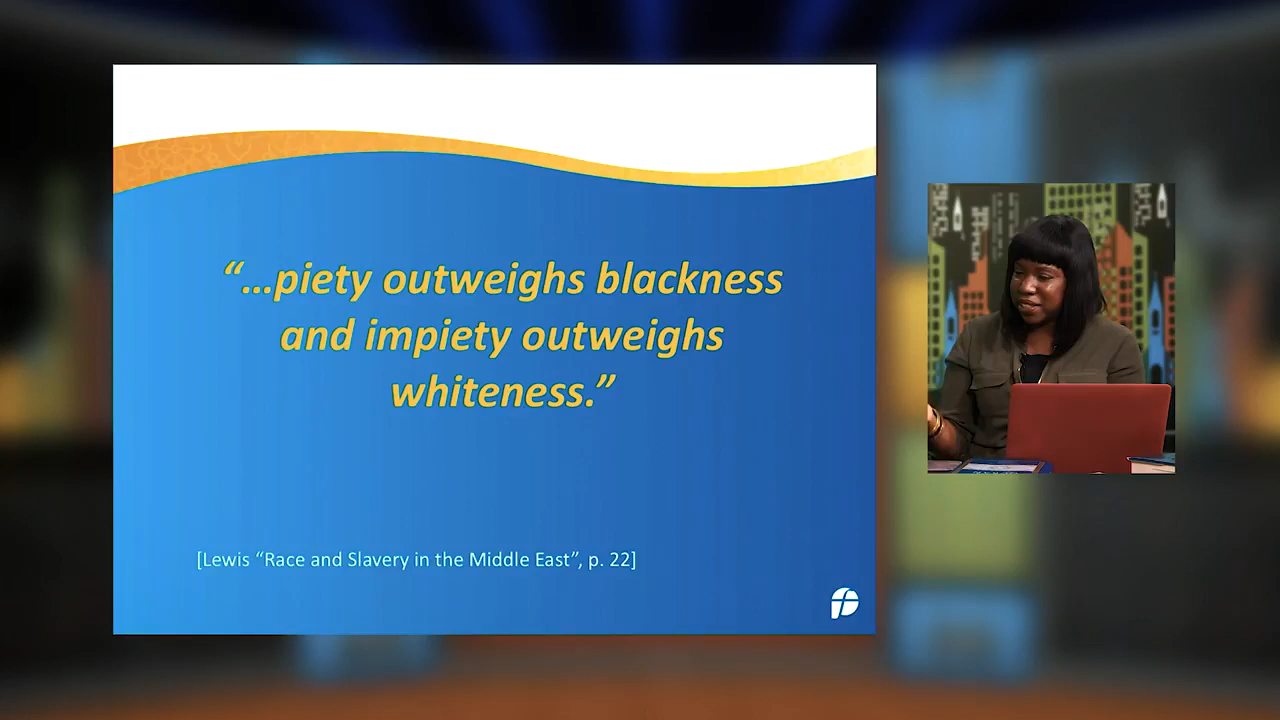 “...piety outweighs blackness
and impiety outweighs
whiteness.”
[Lewis “Race and Slavery in the Middle East”, p. 22]